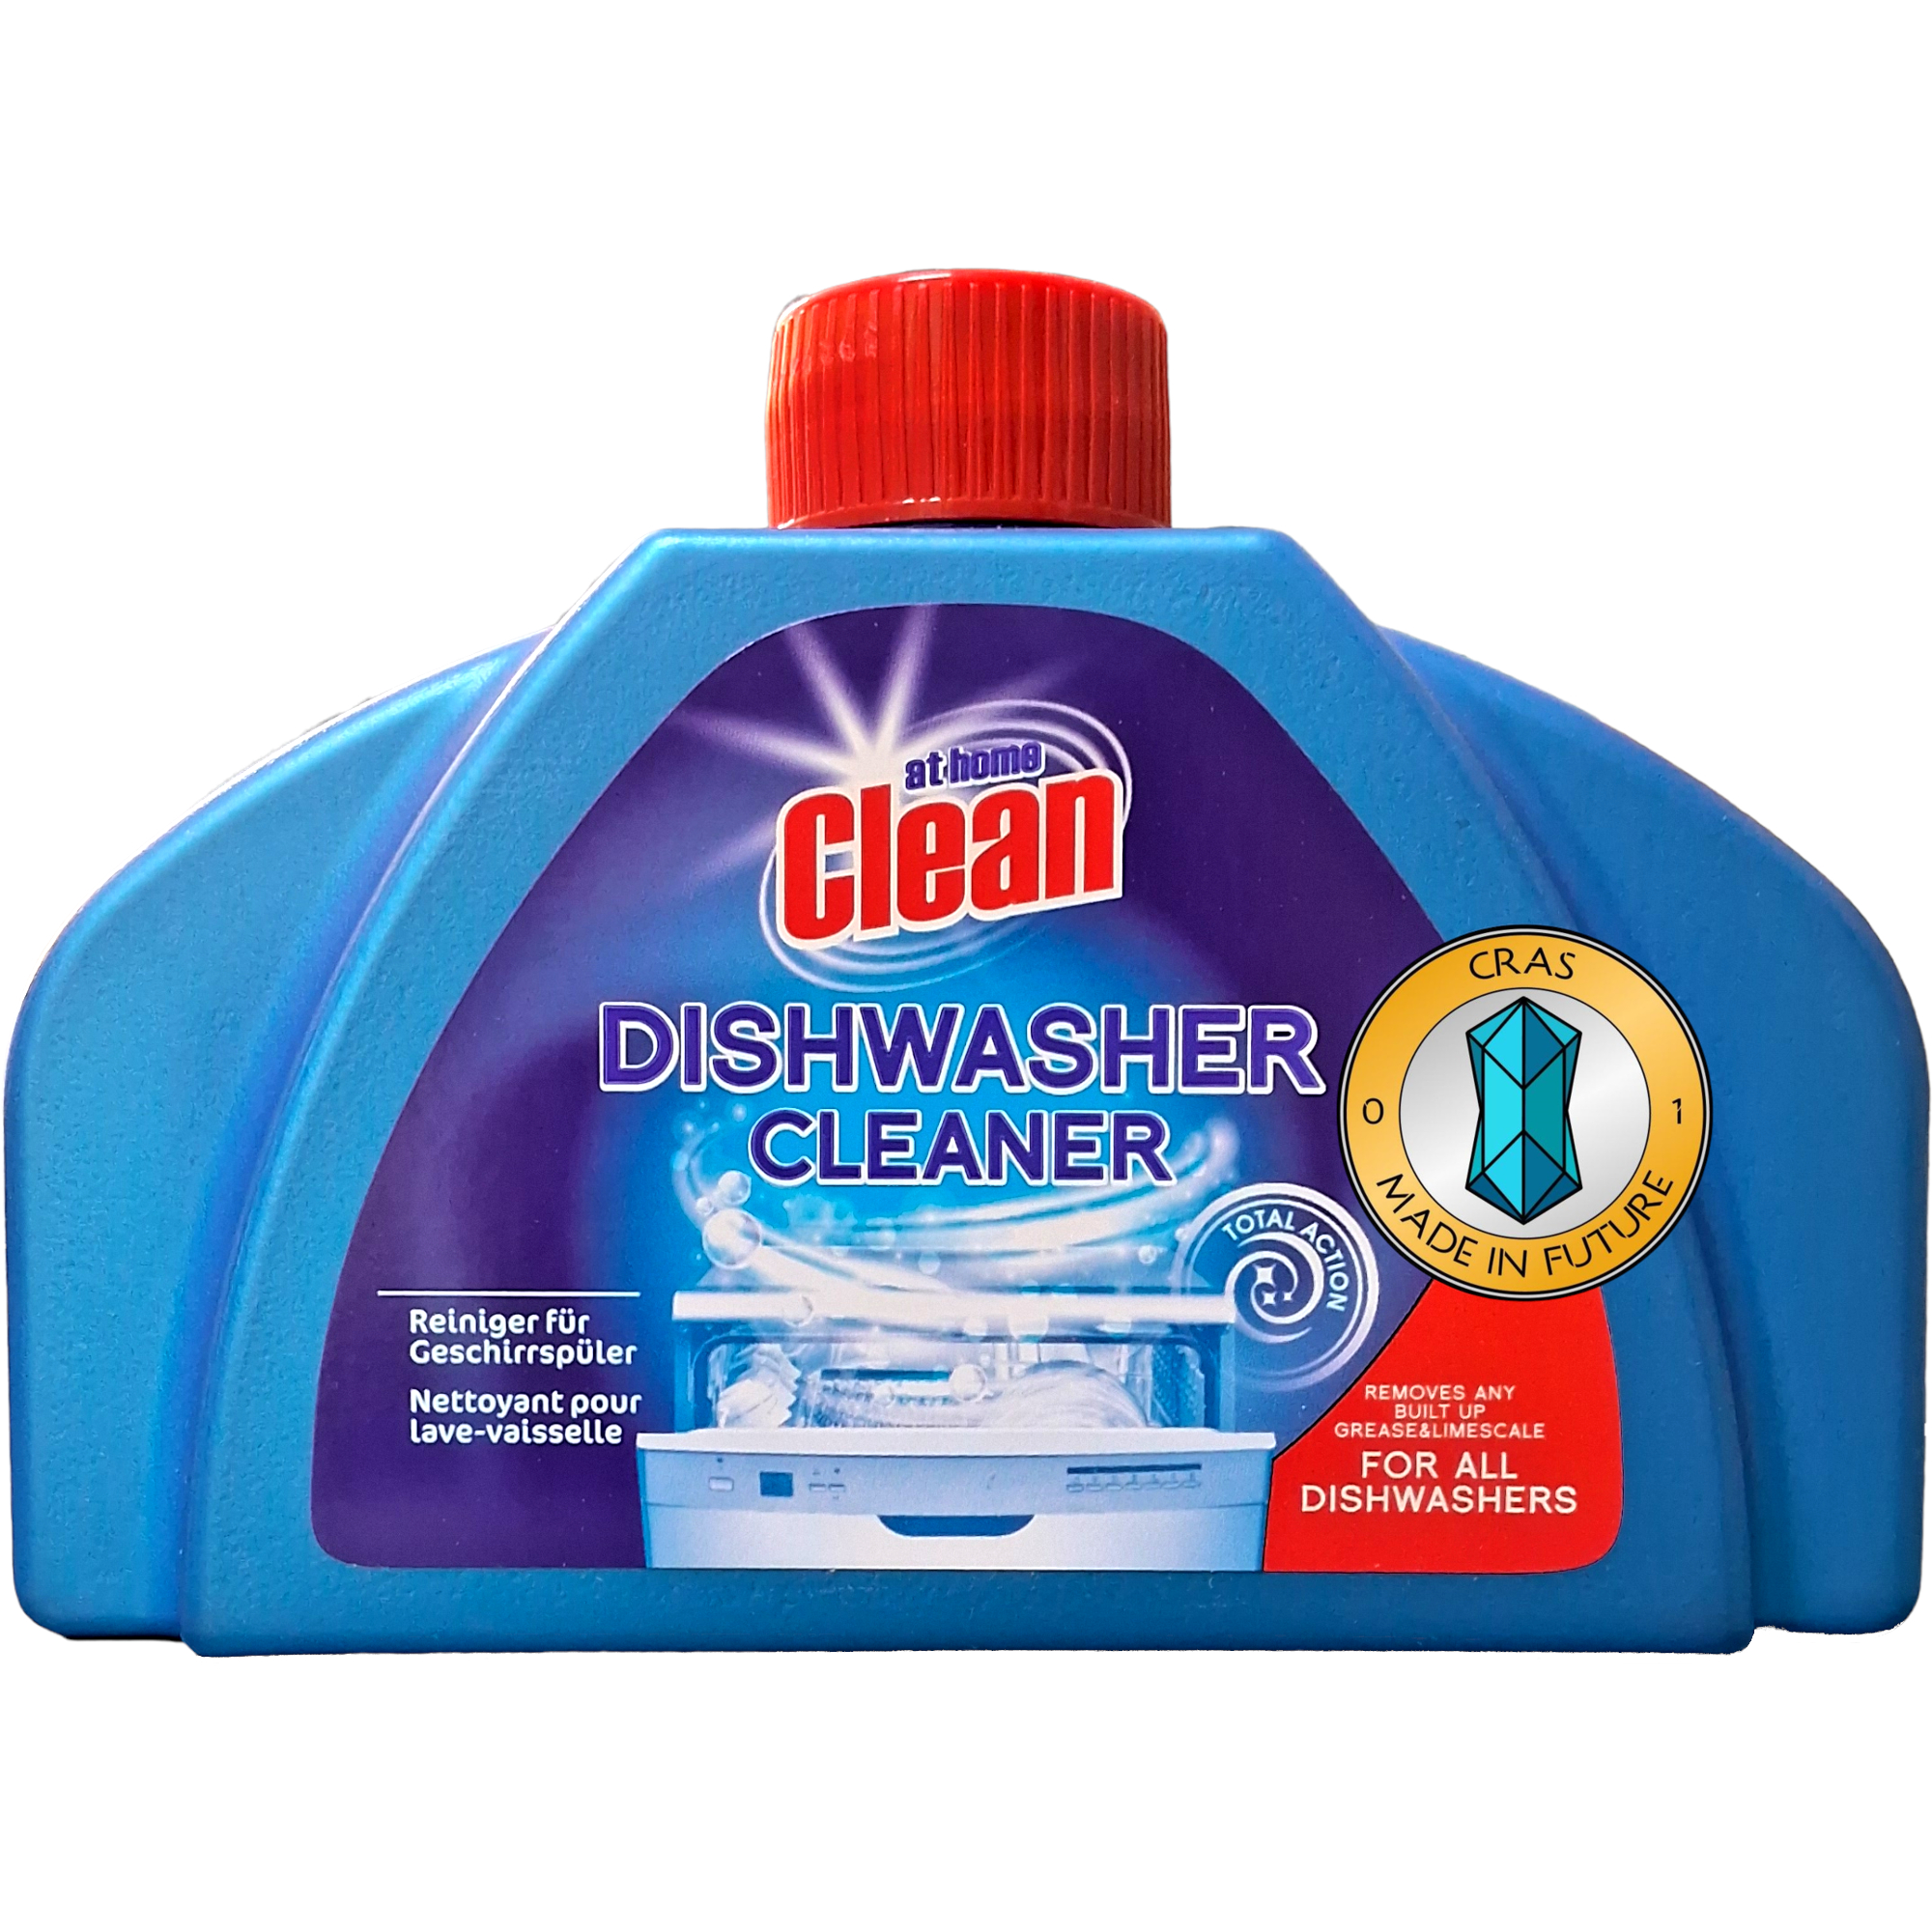 at home
Clean
DISHWASHER
CLEANER
CRAS
0 1
MADE IN FUTURE
TOTAL ACTION
Reiniger für
Geschirrspüler
Nettoyant pour
lave-vaisselle
REMOVES ANY
BUILT UP
GREASE&LIMESCALE
FOR ALL
DISHWASHERS